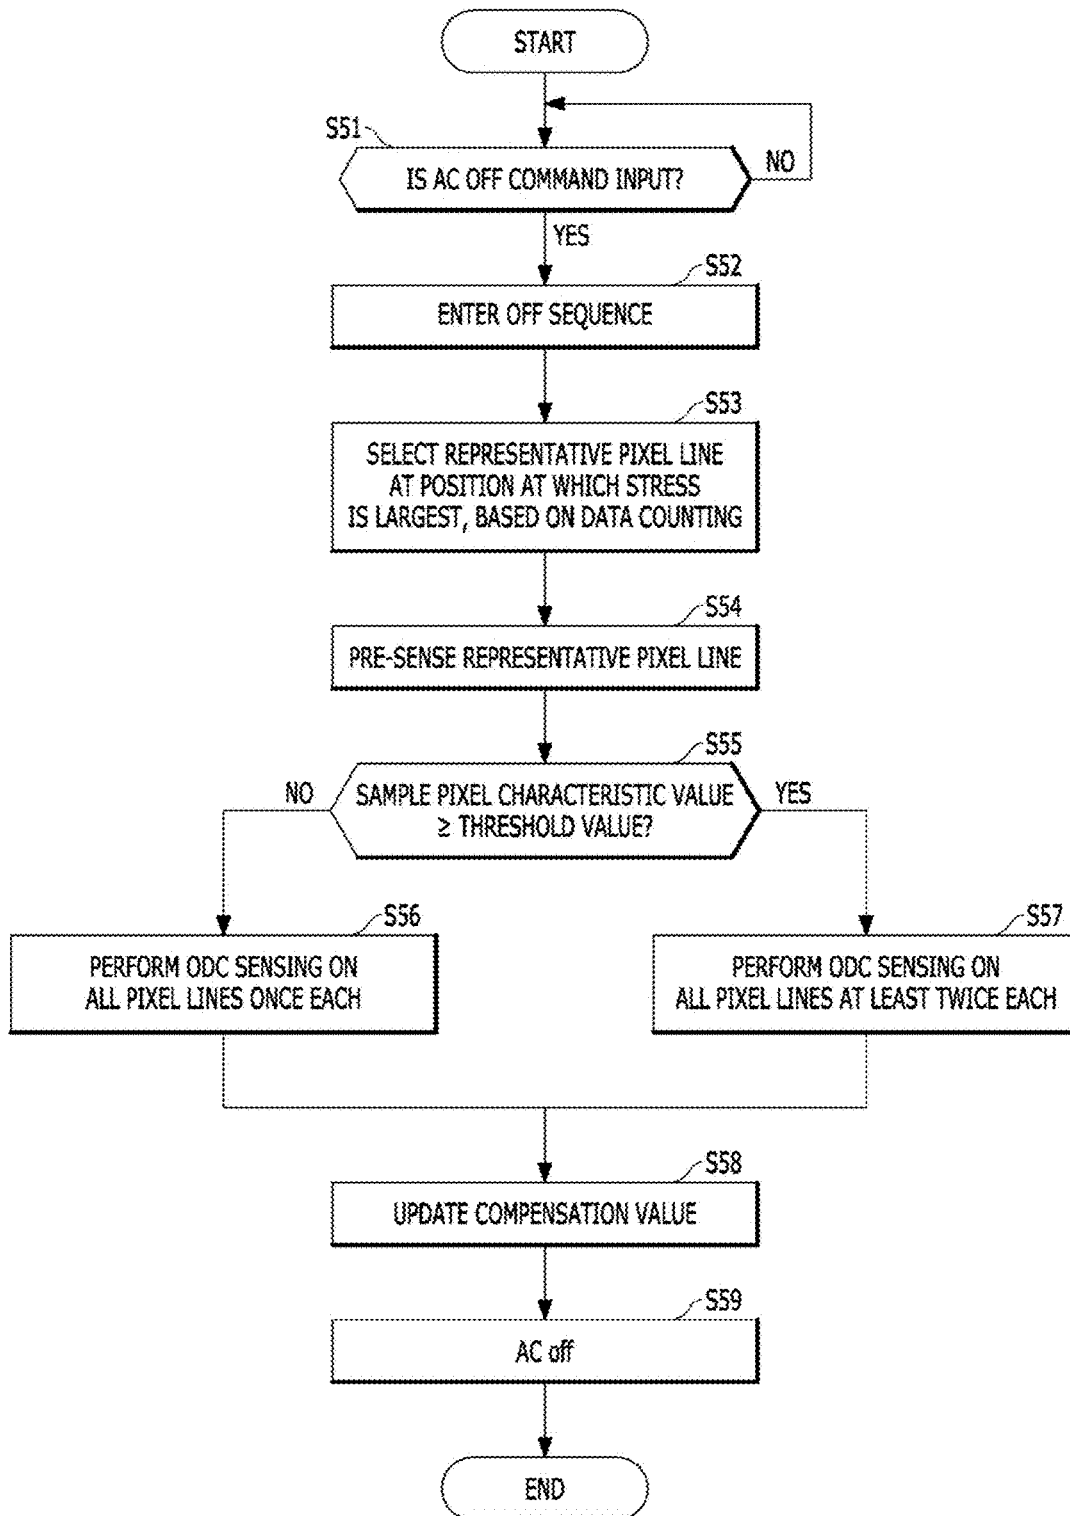 START
S51
IS AC OFF COMMAND INPUT?
NO
YES
S52
ENTER OFF SEQUENCE
S53
SELECT REPRESENTATIVE PIXEL LINE
AT POSITION AT WHICH STRESS
IS LARGEST, BASED ON DATA COUNTING
S54
PRE-SENSE REPRESENTATIVE PIXEL LINE
S55
NO
SAMPLE PIXEL CHARACTERISTIC VALUE
≥ THRESHOLD VALUE?
YES
S56
PERFORM ODC SENSING ON
ALL PIXEL LINES ONCE EACH
S57
PERFORM ODC SENSING ON
ALL PIXEL LINES AT LEAST TWICE EACH
S58
UPDATE COMPENSATION VALUE
S59
AC off
END